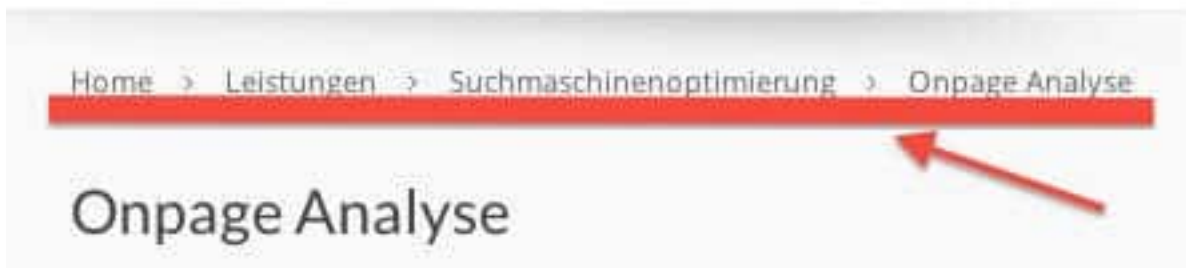 Home > Leistungen > Suchmaschinenoptimierung > Onpage Analyse
Onpage Analyse